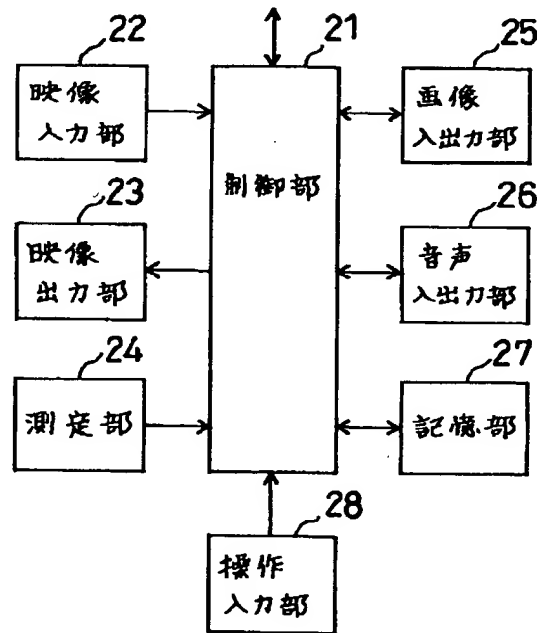 22
映像
入力部
21
制御部
25
画像
入出力部
23
映像
出力部
26
音声
入出力部
24
測定部
27
記憶部
28
操作
入力部